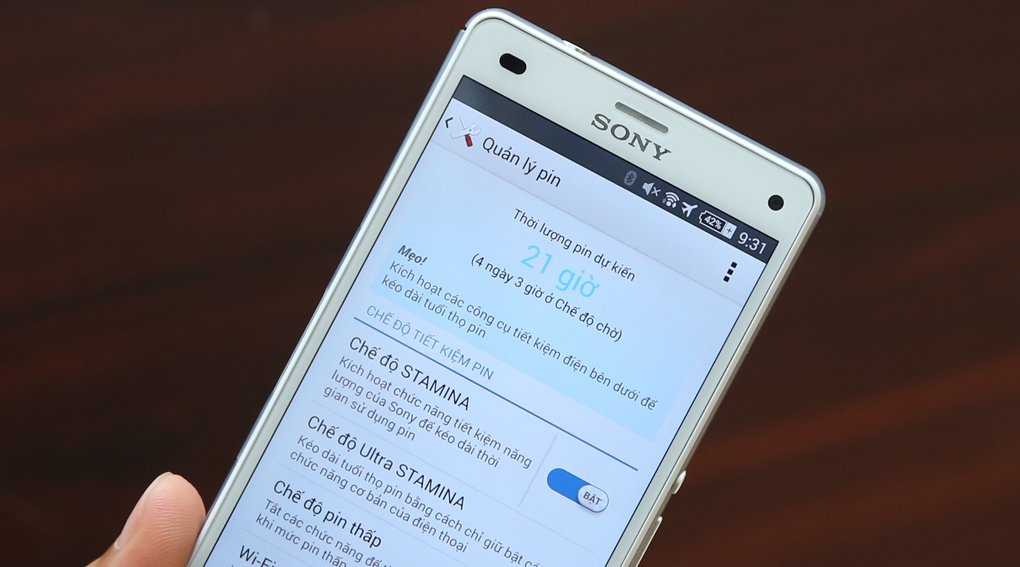 SONY
42%
9:31
Quản lý pin
Thời lượng pin dự kiến
21 giờ
(4 ngày 3 giờ ở Chế độ chờ)
Mẹo!
Kích hoạt các công cụ tiết kiệm điện bên dưới để
kéo dài tuổi thọ pin
CHẾ ĐỘ TIẾT KIỆM PIN
Chế độ STAMINA
Kích hoạt chức năng tiết kiệm năng
lượng của Sony để kéo dài thời
gian sử dụng pin
BẬT
Chế độ Ultra STAMINA
Kéo dài tuổi thọ pin bằng cách chỉ giữ bật các
chức năng cơ bản của điện thoại
Chế độ pin thấp
Tắt các chức năng để
khi mức pin thấp
Wi-Fi